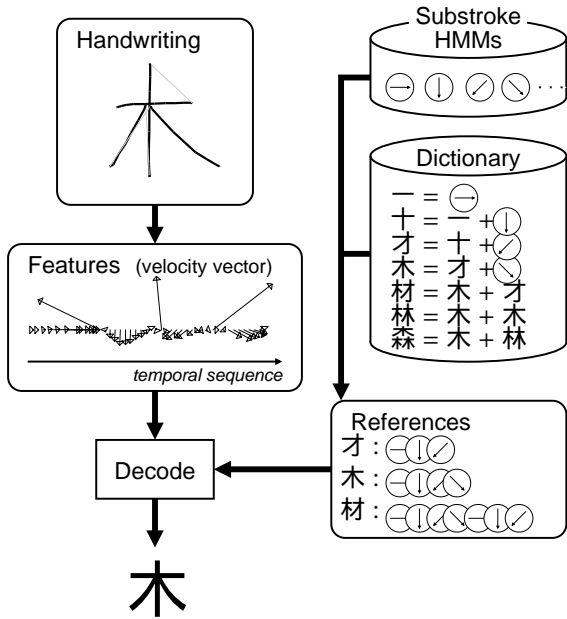 Handwriting
Features (velocity vector)
temporal sequence
Decode
木
Substroke
HMMs
....
Dictionary
一 =
十 = 一 +
才 = 十 +
木 = 才 +
材 = 木 + 才
林 = 木 + 木
森 = 木 + 林
References
才 :
木 :
材 :